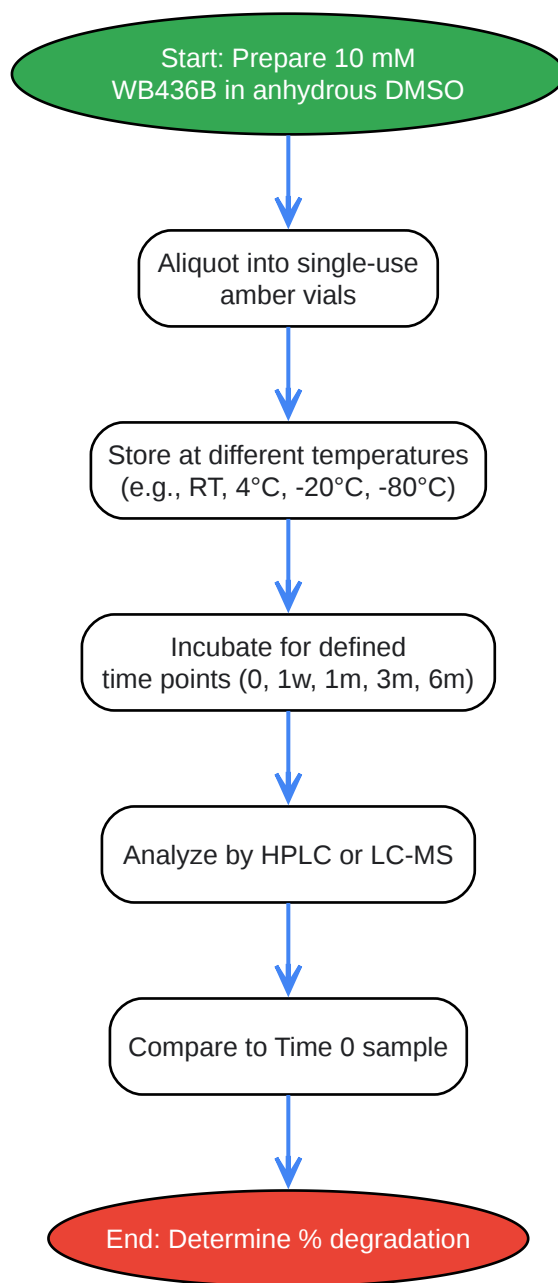 Start: Prepare 10 mM
WB436B in anhydrous DMSO
Aliquot into single-use
amber vials
Store at different temperatures
(e.g., RT, 4°C, -20°C, -80°C)
Incubate for defined
time points (0, 1w, 1m, 3m, 6m)
Analyze by HPLC or LC-MS
Compare to Time 0 sample
End: Determine % degradation